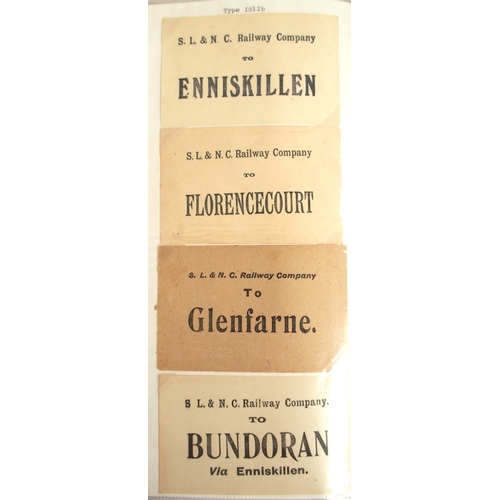 Type IS12b
S. L. & N. C. Railway Company
TO
ENNISKILLEN
S. L. & N. C. Railway Company
TO
FLORENCECOURT
S. L. & N. C. Railway Company
To
Glenfarne.
S L. & N. C. Railway Company.
TO
BUNDORAN
Via Enniskillen.